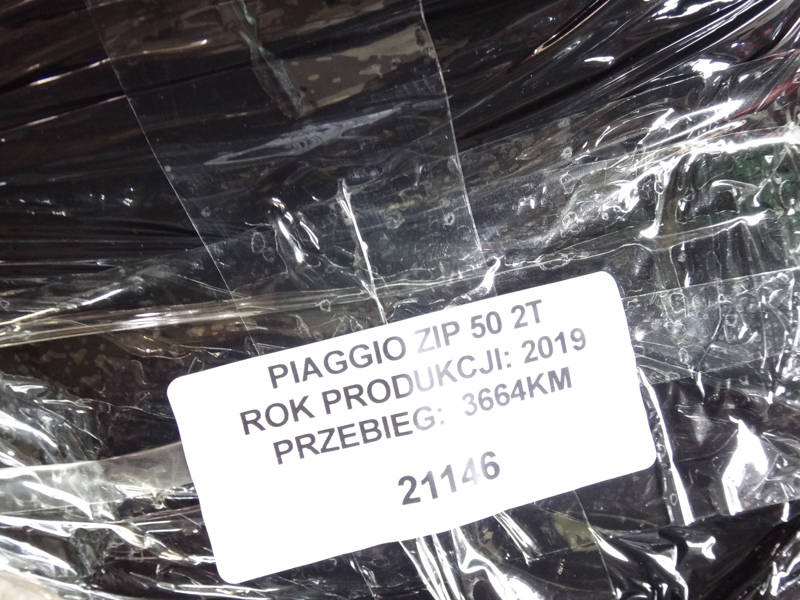 PIAGGIO ZIP 50 2T
ROK PRODUKCJI: 2019
PRZEBIEG: 3664KM
21146